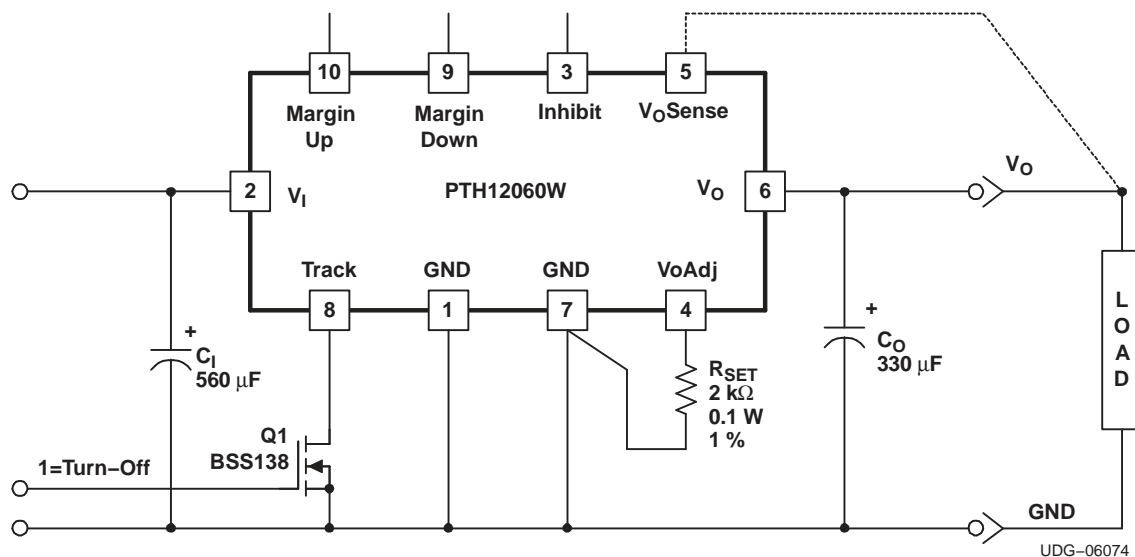 10
9
3
5
Margin
Up
Margin
Down
Inhibit
VOSense
2
VI
PTH12060W
VO
6
VO
Track
GND
GND
VoAdj
8
1
7
4
+
CI
560 μF
RSET
2 kΩ
0.1 W
1 %
+
CO
330 μF
L
O
A
D
Q1
BSS138
1=Turn–Off
GND
UDG–06074